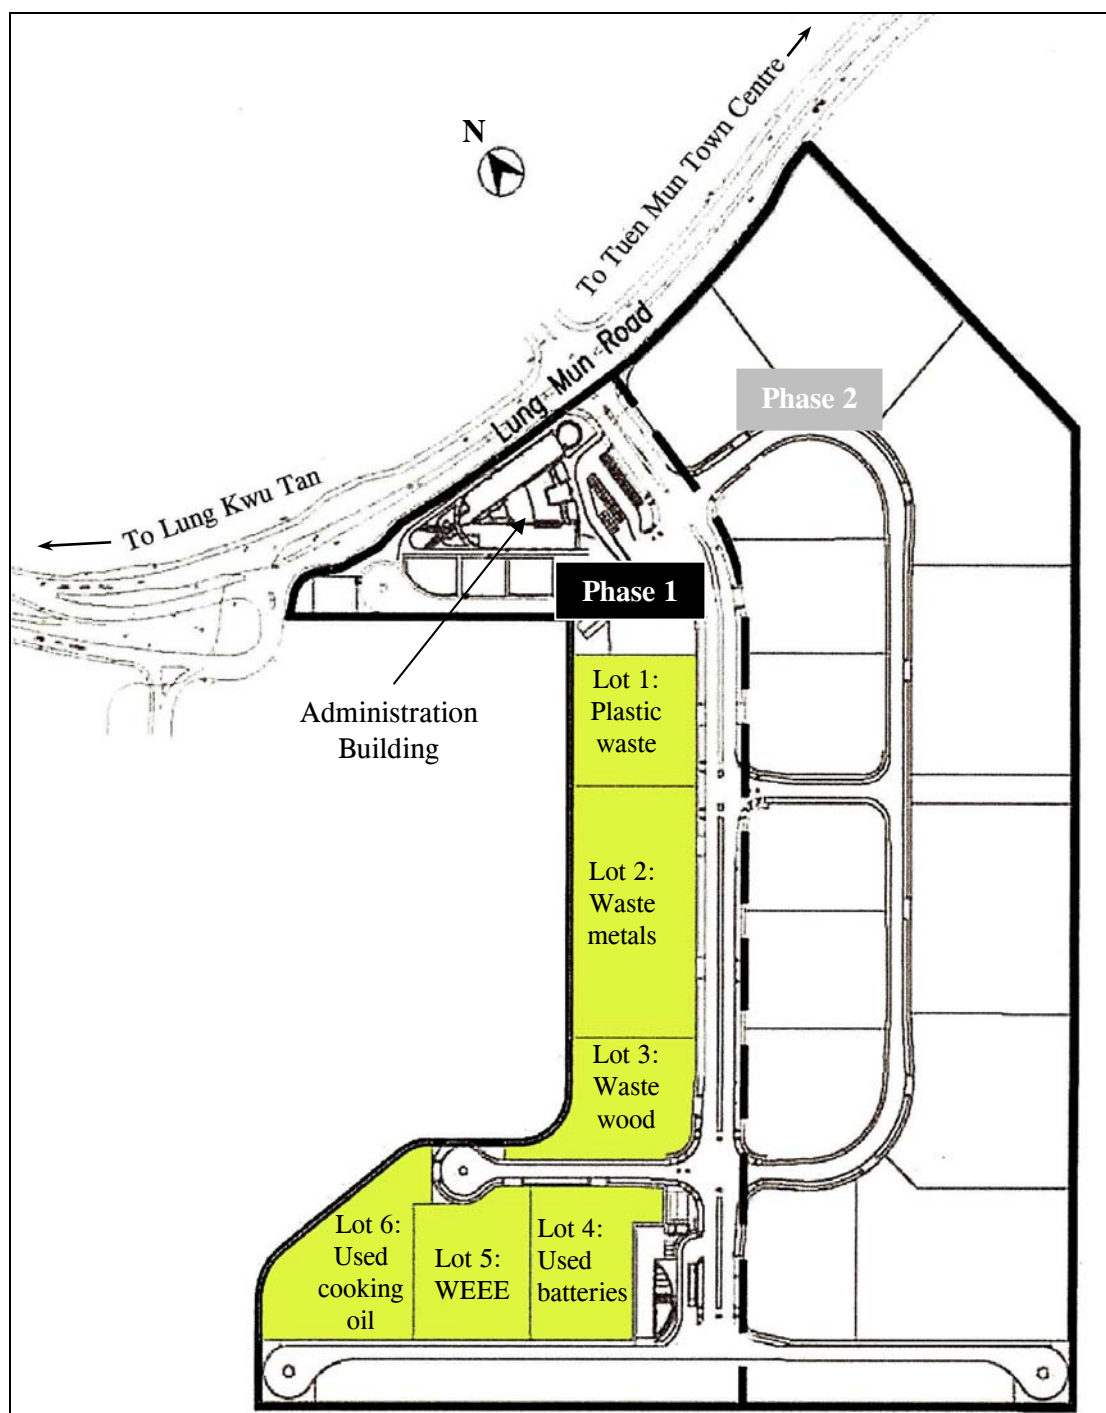 N
To Tuen Mun Town Centre
Lung Mun Road
Phase 2
To Lung Kwu Tan
Phase 1
Administration
Building
Lot 1:
Plastic
waste
Lot 2:
Waste
metals
Lot 3:
Waste
wood
Lot 6:
Used
cooking
oil
Lot 5:
WEEE
Lot 4:
Used
batteries